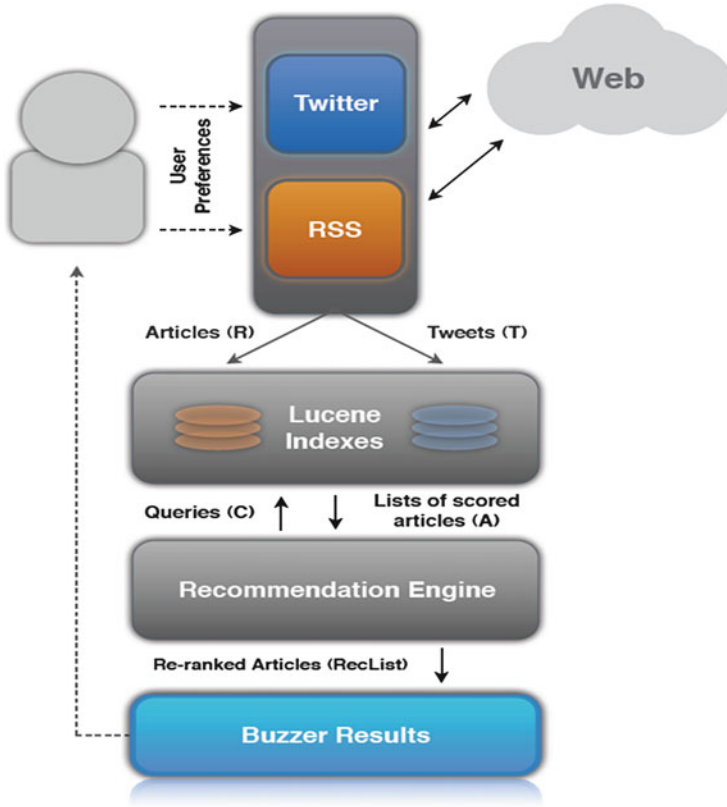 Twitter
Web
User
Preferences
RSS
Articles (R)
Tweets (T)
Lucene
Indexes
Queries (C)
Lists of scored
articles (A)
Recommendation Engine
Re-ranked Articles (RecList)
Buzzer Results